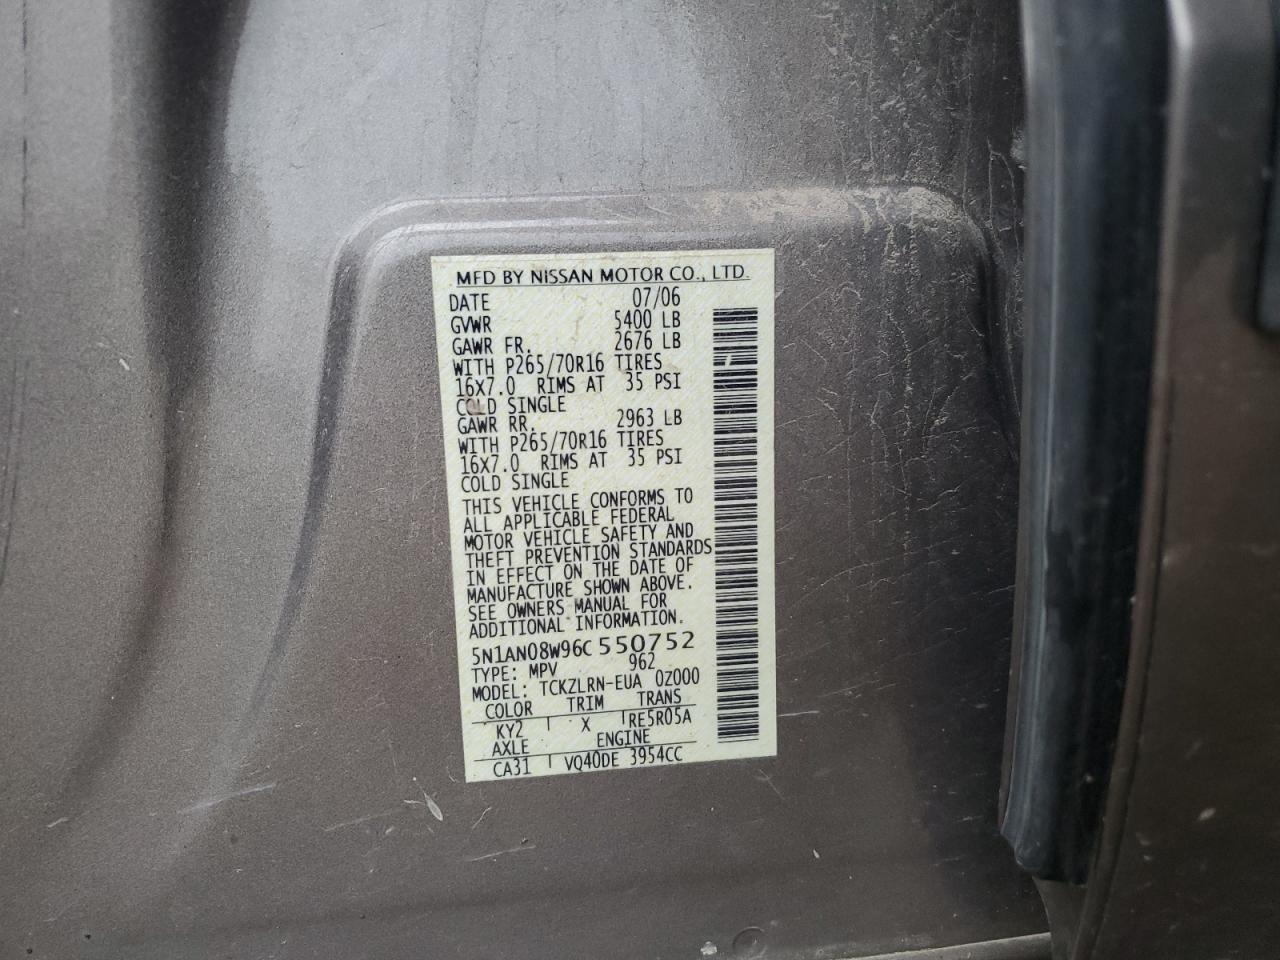 MFD BY NISSAN MOTOR CO., LTD.
DATE 07/06
GVWR 5400 LB
GAWR FR. 2676 LB
WITH P265/70R16 TIRES
16X7.0 RIMS AT 35 PSI
COLD SINGLE
GAWR RR. 2963 LB
WITH P265/70R16 TIRES
16X7.0 RIMS AT 35 PSI
COLD SINGLE
THIS VEHICLE CONFORMS TO
ALL APPLICABLE FEDERAL
MOTOR VEHICLE SAFETY AND
THEFT PREVENTION STANDARDS
IN EFFECT ON THE DATE OF
MANUFACTURE SHOWN ABOVE.
SEE OWNERS MANUAL FOR
ADDITIONAL INFORMATION.
5N1AN08W96C550752
TYPE: MPV 962
MODEL: TCKZLRN-EUA 0Z000
COLOR TRIM TRANS
KY2 X RE5R05A
AXLE ENGINE
CA31 VQ40DE 3954CC